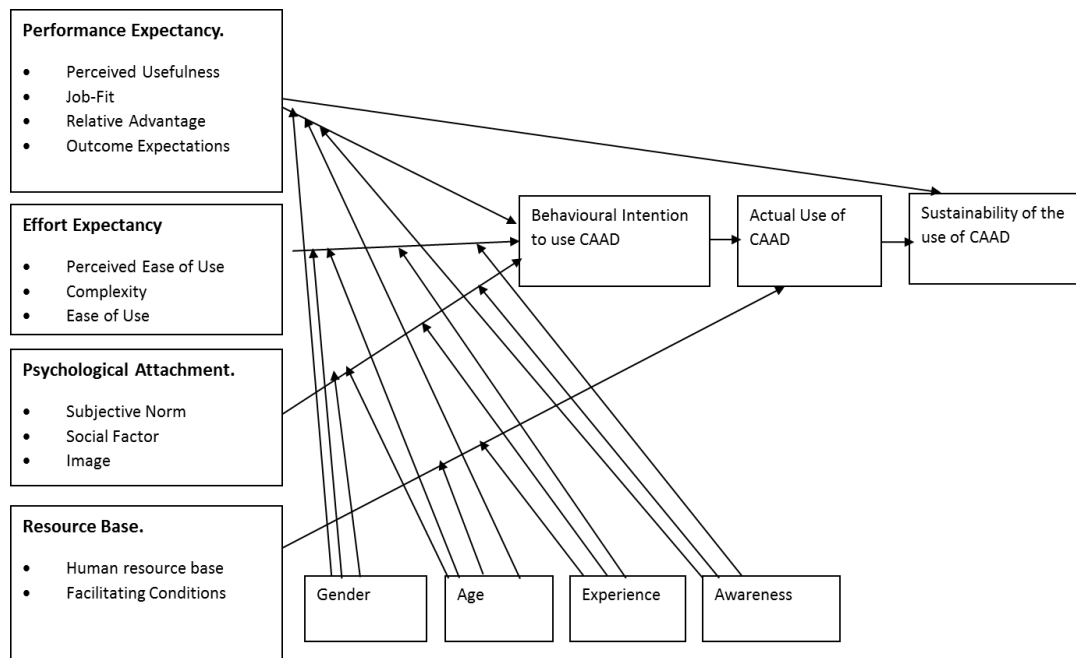 Performance Expectancy.
• Perceived Usefulness
• Job-Fit
• Relative Advantage
• Outcome Expectations
Effort Expectancy
• Perceived Ease of Use
• Complexity
• Ease of Use
Psychological Attachment.
• Subjective Norm
• Social Factor
• Image
Resource Base.
• Human resource base
• Facilitating Conditions
Behavioural Intention
to use CAAD
Actual Use of
CAAD
Sustainability of the
use of CAAD
Gender
Age
Experience
Awareness